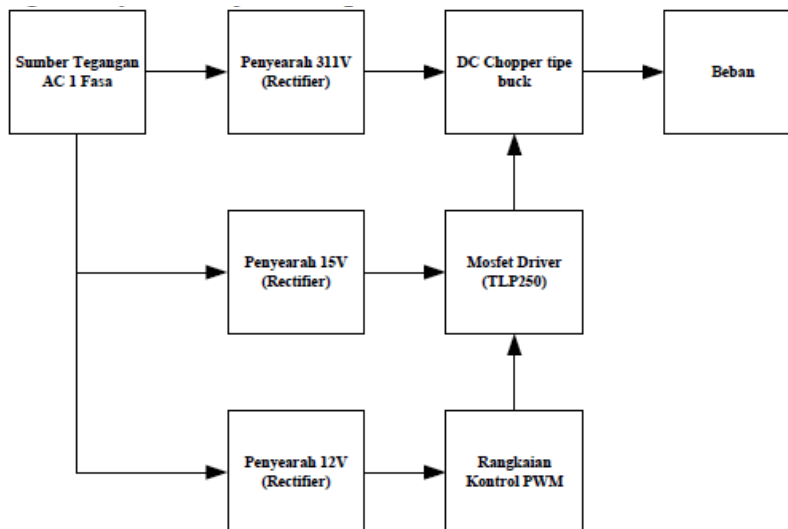 Sumber Tegangan
AC 1 Fasa
Penyearah 311V
(Rectifier)
DC Chopper tipe
buck
Beban
Penyearah 15V
(Rectifier)
Mosfet Driver
(TLP250)
Penyearah 12V
(Rectifier)
Rangkaian
Kontrol PWM